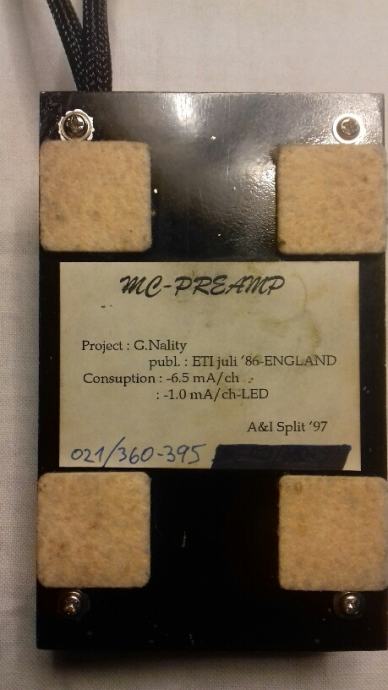 MC-PREAMP
Project : G.Nality
publ. : ETI juli ´86-ENGLAND
Consuption : -6.5 mA/ch
: -1.0 mA/ch-LED
A&I Split ´97
021/360-395